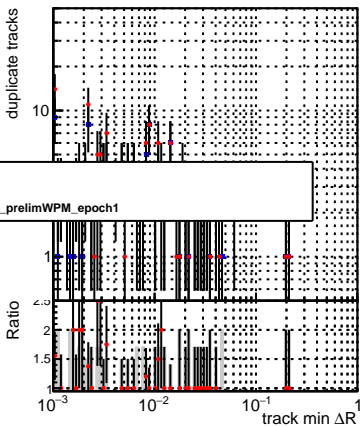 duplicate tracks
10
_prelimWPM_epoch1
1
Ratio
2.5
2
1.5
1
10⁻³ 10⁻² 10⁻¹ 1
track min ΔR